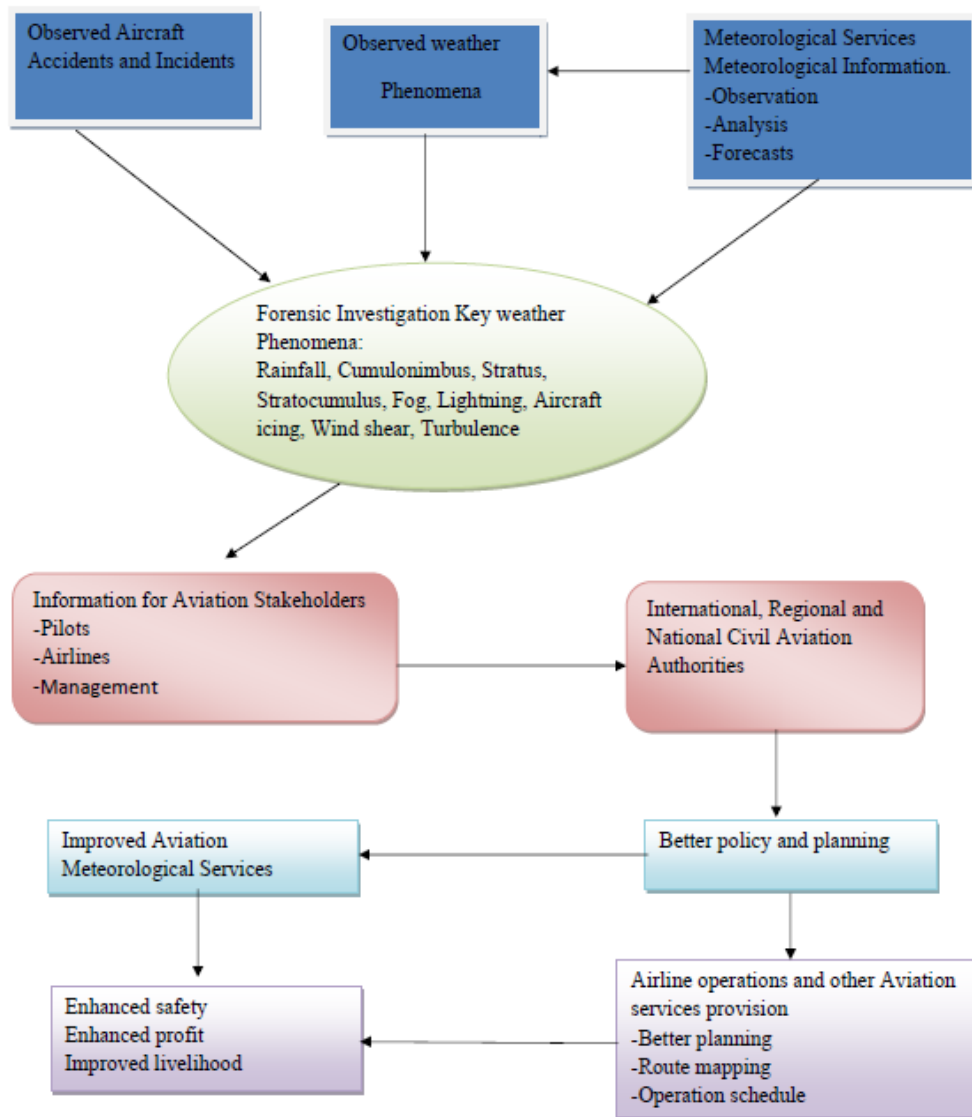 Observed Aircraft
Accidents and Incidents
Observed weather
Phenomena
Meteorological Services
Meteorological Information.
-Observation
-Analysis
-Forecasts
Forensic Investigation Key weather
Phenomena:
Rainfall, Cumulonimbus, Stratus,
Stratocumulus, Fog, Lightning, Aircraft
icing, Wind shear, Turbulence
Information for Aviation Stakeholders
-Pilots
-Airlines
-Management
International, Regional and
National Civil Aviation
Authorities
Improved Aviation
Meteorological Services
Better policy and planning
Enhanced safety
Enhanced profit
Improved livelihood
Airline operations and other Aviation
services provision
-Better planning
-Route mapping
-Operation schedule